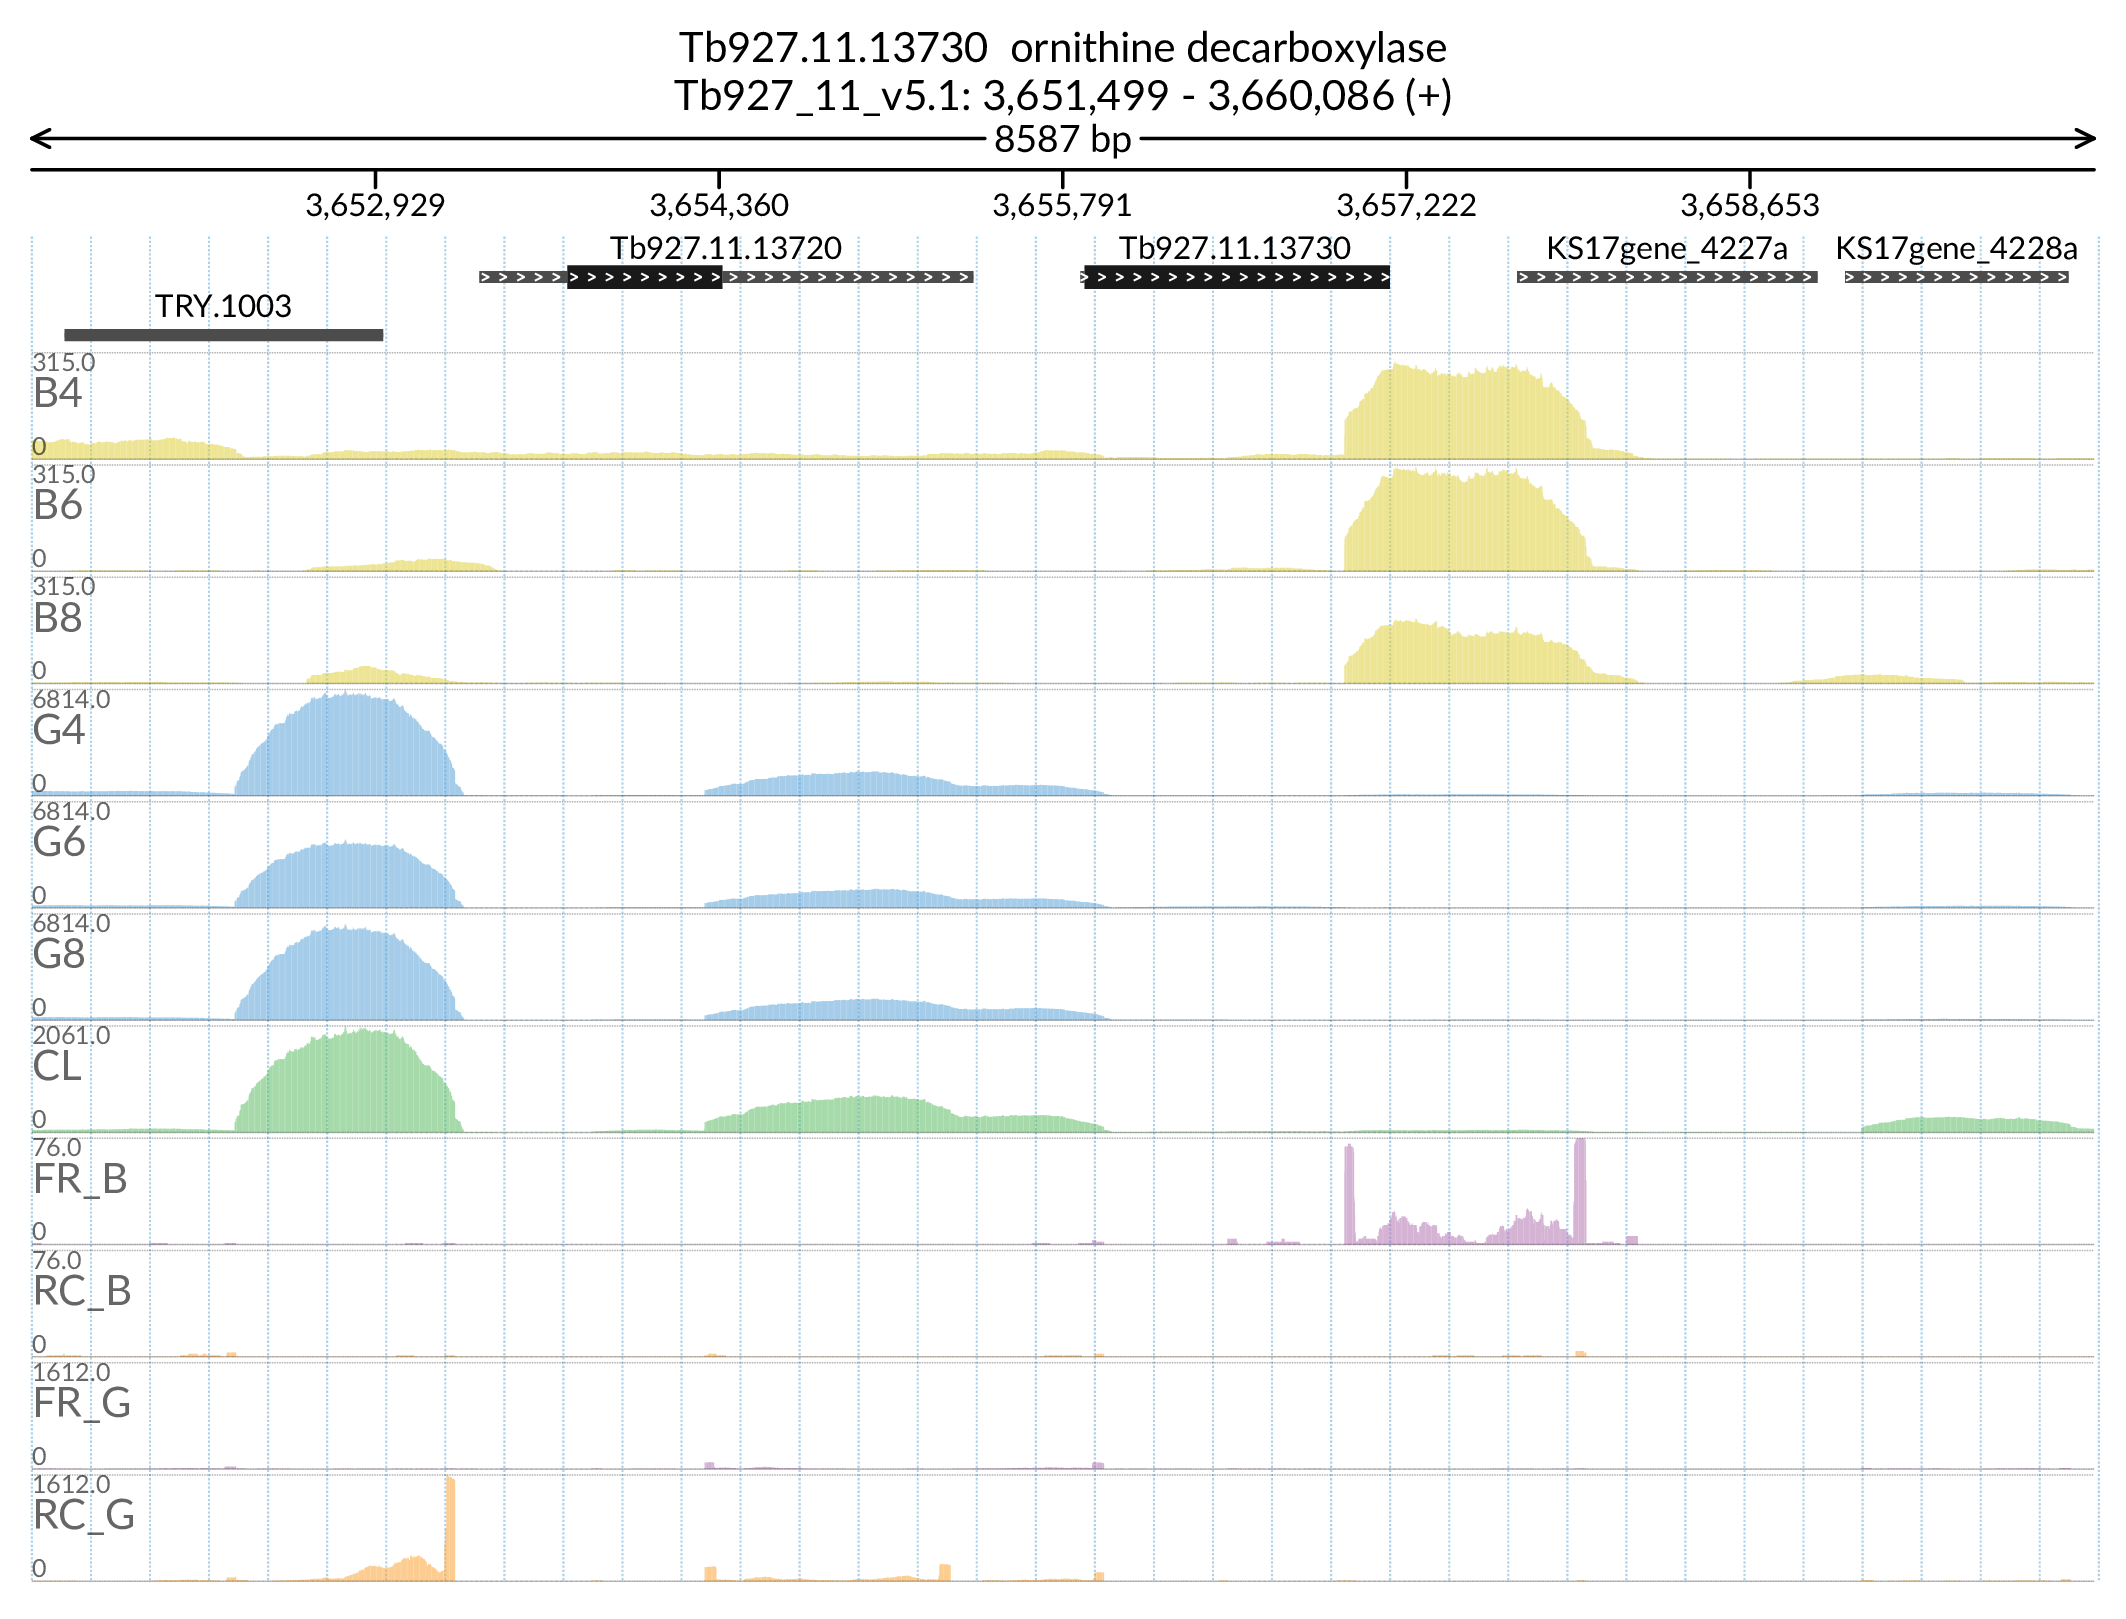 Tb927.11.13730 ornithine decarboxylase
Tb927_11_v5.1: 3,651,499 - 3,660,086 (+)
8587 bp
3,652,929 3,654,360 3,655,791 3,657,222 3,658,653
Tb927.11.13720 Tb927.11.13730 KS17gene_4227a KS17gene_4228a
TRY.1003
315.0
B4
0
315.0
B6
0
315.0
B8
0
6814.0
G4
0
6814.0
G6
0
6814.0
G8
0
2061.0
CL
0
76.0
FR_B
0
76.0
RC_B
0
1612.0
FR_G
0
1612.0
RC_G
0